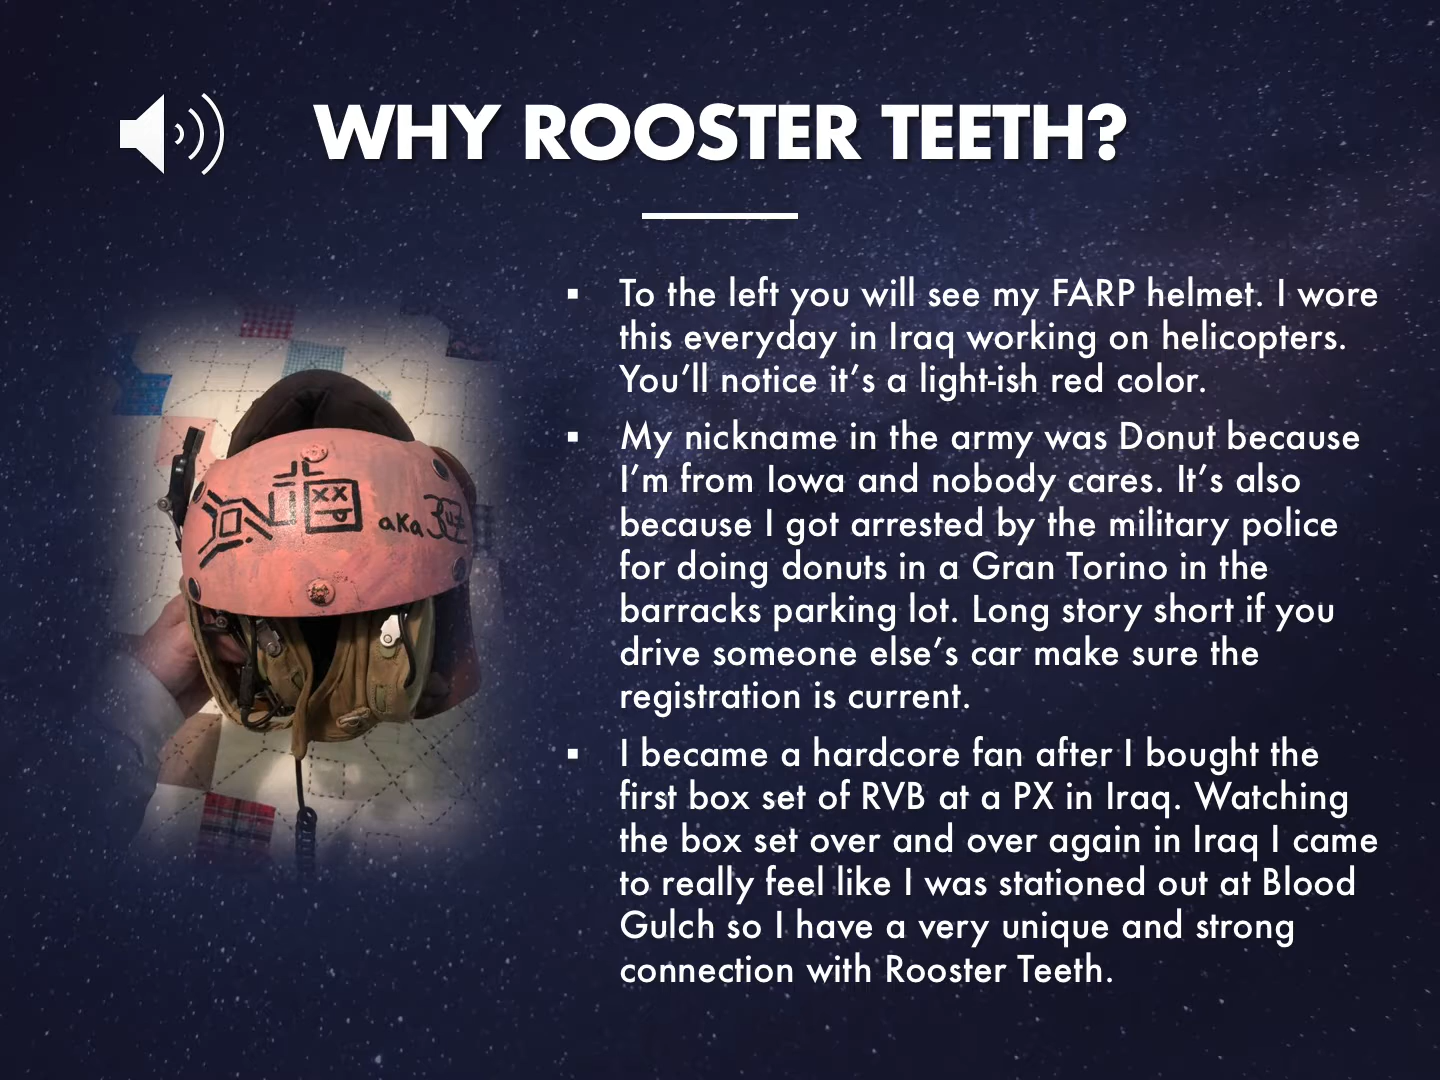 WHY ROOSTER TEETH?
▪ To the left you will see my FARP helmet. I wore
this everyday in Iraq working on helicopters.
You’ll notice it’s a light-ish red color.
▪ My nickname in the army was Donut because
I’m from Iowa and nobody cares. It’s also
because I got arrested by the military police
for doing donuts in a Gran Torino in the
barracks parking lot. Long story short if you
drive someone else’s car make sure the
registration is current.
▪ I became a hardcore fan after I bought the
first box set of RVB at a PX in Iraq. Watching
the box set over and over again in Iraq I came
to really feel like I was stationed out at Blood
Gulch so I have a very unique and strong
connection with Rooster Teeth.
xx
aka